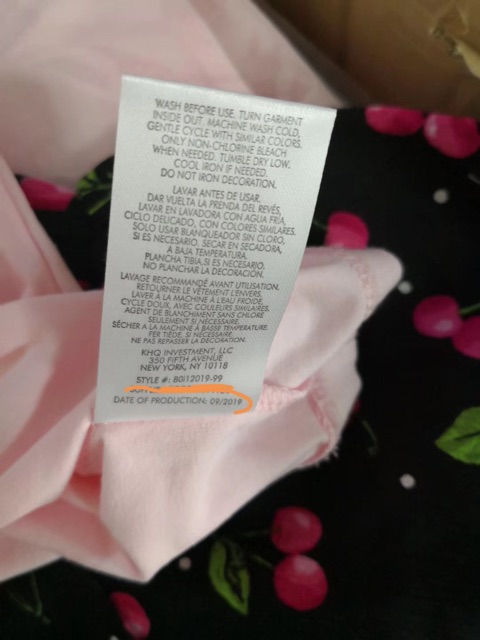 WASH BEFORE USE. TURN GARMENT
INSIDE OUT. MACHINE WASH COLD,
GENTLE CYCLE WITH SIMILAR COLORS.
ONLY NON-CHLORINE BLEACH
WHEN NEEDED. TUMBLE DRY LOW.
COOL IRON IF NEEDED.
DO NOT IRON DECORATION.
LAVAR ANTES DE USAR.
DAR VUELTA LA PRENDA DEL REVÉS,
LAVAR EN LAVADORA CON AGUA FRÍA,
CICLO DELICADO, CON COLORES SIMILARES.
SOLO USAR BLANQUEADOR SIN CLORO,
SI ES NECESARIO. SECAR EN SECADORA,
A BAJA TEMPERATURA.
PLANCHA TIBIA,SI ES NECESARJO.
NO PLANCHAR LA DECORACIÓN.
LAVAGE RECOMMANDÉ AVANT UTILISATION.
RETOURNER LE VÊTEMENT L'ENVERS.
LAVER À LA MACHINE À L'EAU FROIDE,
CYCLE DOUX, AVEC COULEURS SIMILAIRES.
AGENT DE BLANCHIMENT SANS CHLORE
SEULEMENT SI NÉCESSAIRE.
SÉCHER À LA MACHINE À BASSE TEMPÉRATURE.
FER TIÈDE, SI NÉCESSAIRE.
NE PAS REPASSER LA DÉCORATION.
KHQ INVESTMENT, LLC
350 FIFTH AVENUE
NEW YORK, NY 10118
STYLE #: 80I12019-99
DATE OF PRODUCTION: 09/2019